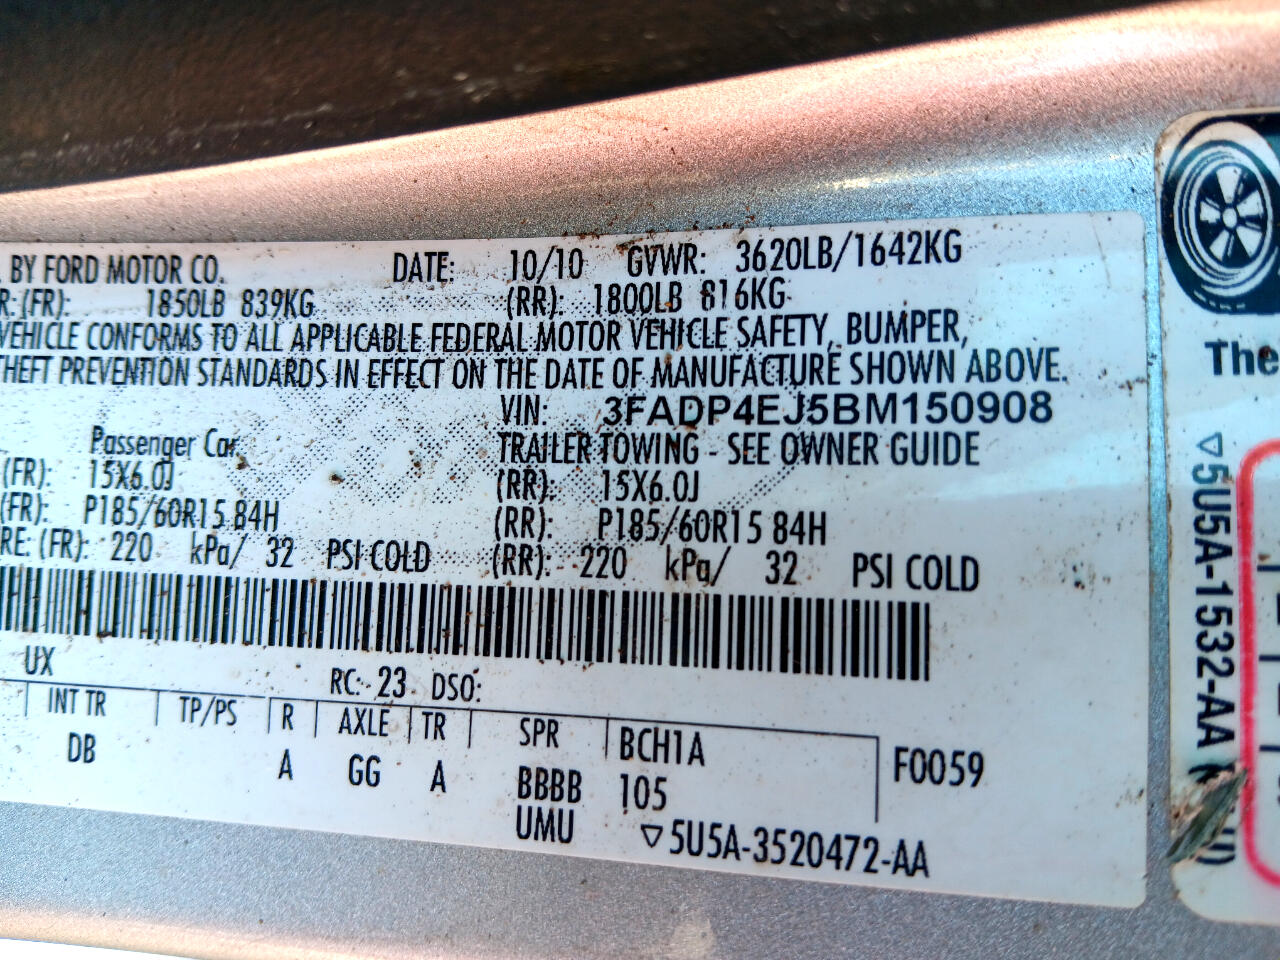 BY FORD MOTOR CO. DATE: 10/10 GVWR: 3620LB/1642KG
(FR): 1850LB 839KG (RR): 1800LB 816KG
VEHICLE CONFORMS TO ALL APPLICABLE FEDERAL MOTOR VEHICLE SAFETY, BUMPER,
THEFT PREVENTION STANDARDS IN EFFECT ON THE DATE OF MANUFACTURE SHOWN ABOVE.
VIN: 3FADP4EJ5BM150908
Passenger Car TRAILER TOWING - SEE OWNER GUIDE
(FR): 15X6.0J (RR): 15X6.0J
(FR): P185/60R15 84H (RR): P185/60R15 84H
RE: (FR): 220 kPa/ 32 PSI COLD (RR): 220 kPa/ 32 PSI COLD
UX
RC: 23 DSO:
INT TR TP/PS R AXLE TR SPR BCH1A
DB A GG A BBBB 105 F0059
UMU ▽5U5A-3520472-AA
The
▽5U5A-1532-AA